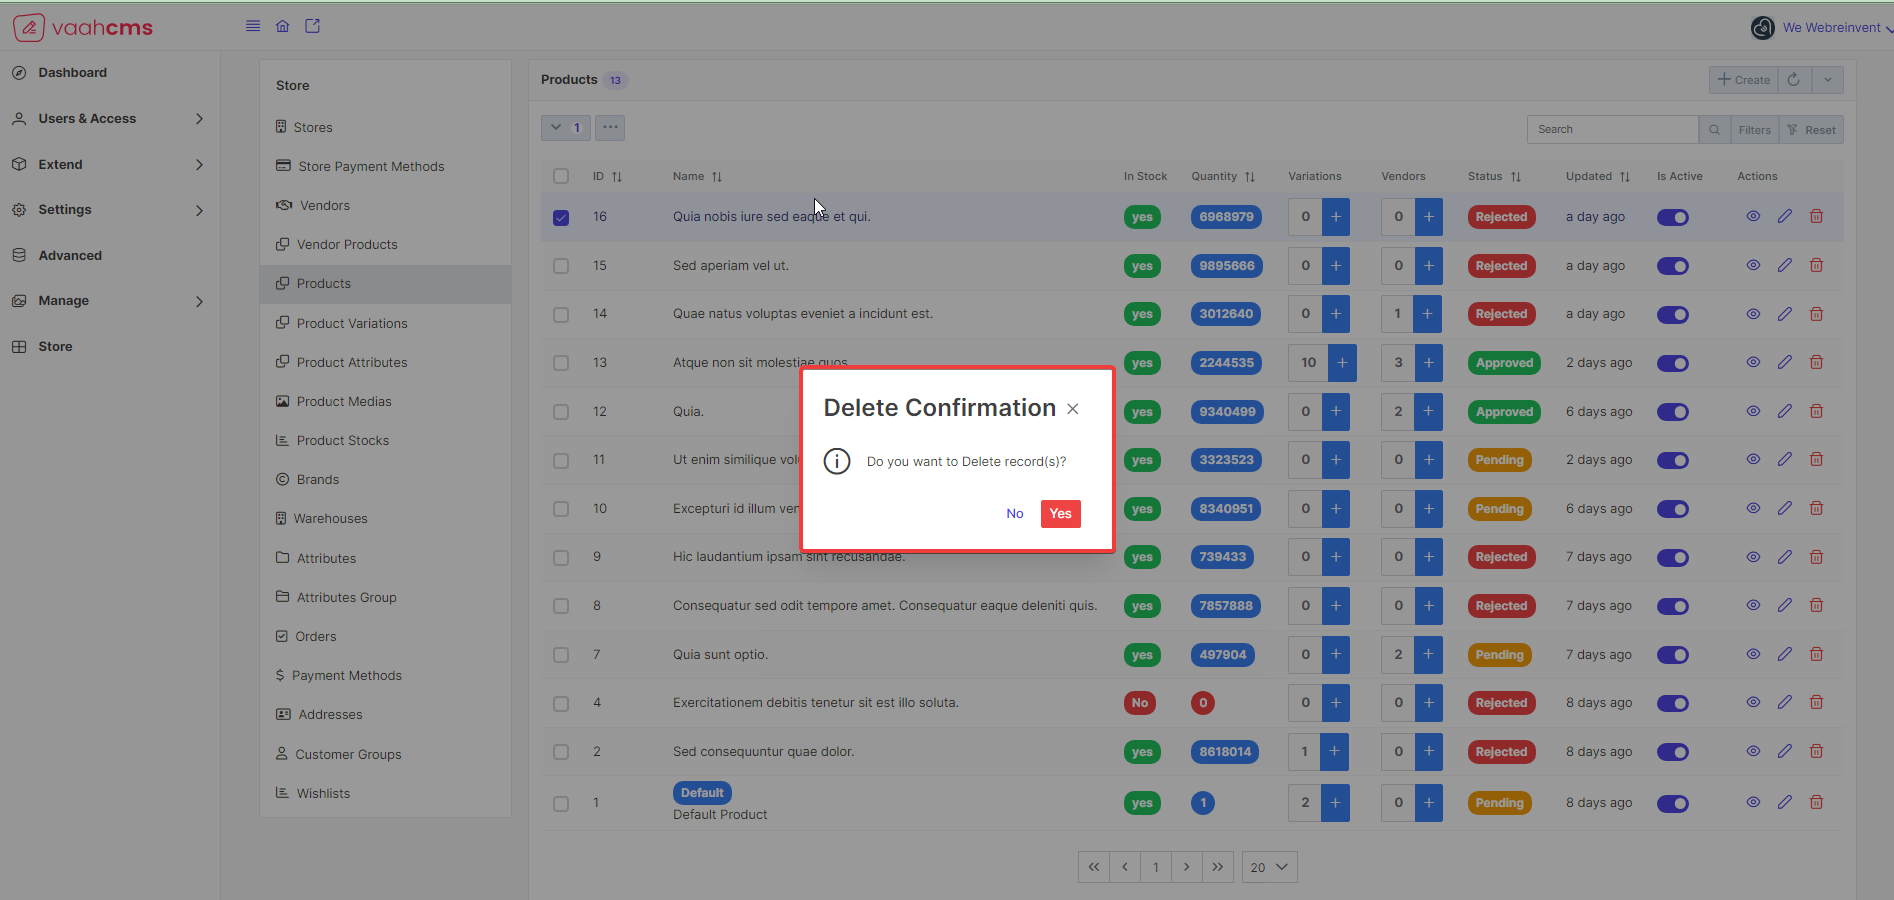 vaahcms
We Webreinvent
Dashboard
Users & Access
Extend
Settings
Advanced
Manage
Store
Store
Stores
Store Payment Methods
Vendors
Vendor Products
Products
Product Variations
Product Attributes
Product Medias
Product Stocks
Brands
Warehouses
Attributes
Attributes Group
Orders
Payment Methods
Addresses
Customer Groups
Wishlists
Products 13
Create
1
Search Filters Reset
ID Name In Stock Quantity Variations Vendors Status Updated Is Active Actions
16 Quia nobis iure sed eaque et qui. yes 6968979 0 + 0 + Rejected a day ago
15 Sed aperiam vel ut. yes 9895666 0 + 0 + Rejected a day ago
14 Quae natus voluptas eveniet a incidunt est. yes 3012640 0 + 1 + Rejected a day ago
13 Atque non sit molestiae quos yes 2244535 10 + 3 + Approved 2 days ago
12 Quia. yes 9340499 0 + 2 + Approved 6 days ago
11 Ut enim similique yes 3323523 0 + 0 + Pending 2 days ago
10 Excepturi id illum yes 8340951 0 + 0 + Pending 6 days ago
9 Hic laudantium ipsam sint recusandae. yes 739433 0 + 0 + Rejected 7 days ago
8 Consequatur sed odit tempore amet. Consequatur eaque deleniti quis. yes 7857888 0 + 0 + Rejected 7 days ago
7 Quia sunt optio. yes 497904 0 + 2 + Pending 7 days ago
4 Exercitationem debitis tenetur sit est illo soluta. No 0 0 + 0 + Rejected 8 days ago
2 Sed consequuntur quae dolor. yes 8618014 1 + 0 + Rejected 8 days ago
Default
1 Default Product yes 1 2 + 0 + Pending 8 days ago
1 20
Delete Confirmation
Do you want to Delete record(s)?
No Yes